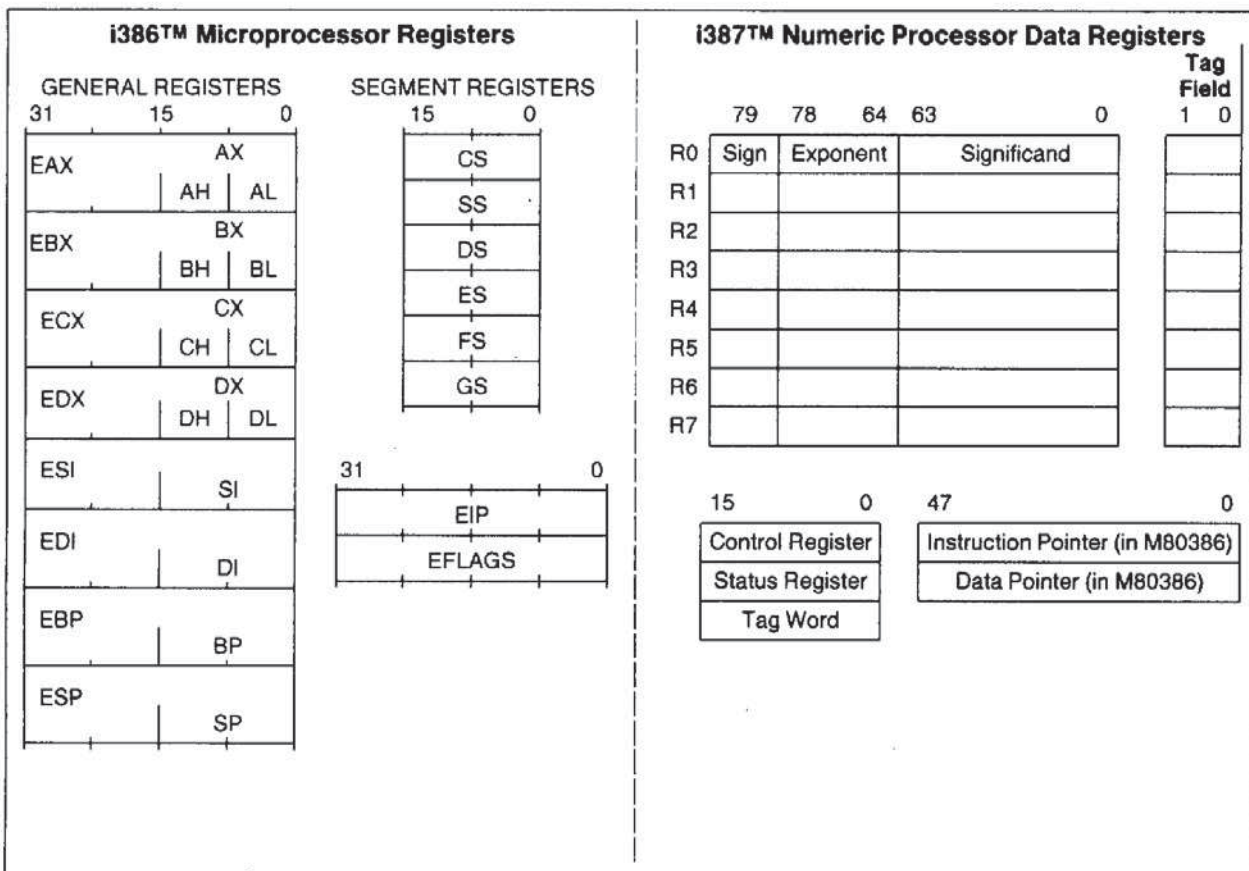 i386™ Microprocessor Registers
GENERAL REGISTERS
31 15 0
EAX AX
AH AL
EBX BX
BH BL
ECX CX
CH CL
EDX DX
DH DL
ESI
SI
EDI
DI
EBP
BP
ESP
SP
SEGMENT REGISTERS
15 0
CS
SS
DS
ES
FS
GS
31 0
EIP
EFLAGS
i387™ Numeric Processor Data Registers
Tag
Field
79 78 64 63 0 1 0
R0 Sign Exponent Significand
R1
R2
R3
R4
R5
R6
R7
15 0
Control Register
Status Register
Tag Word
47 0
Instruction Pointer (in M80386)
Data Pointer (in M80386)